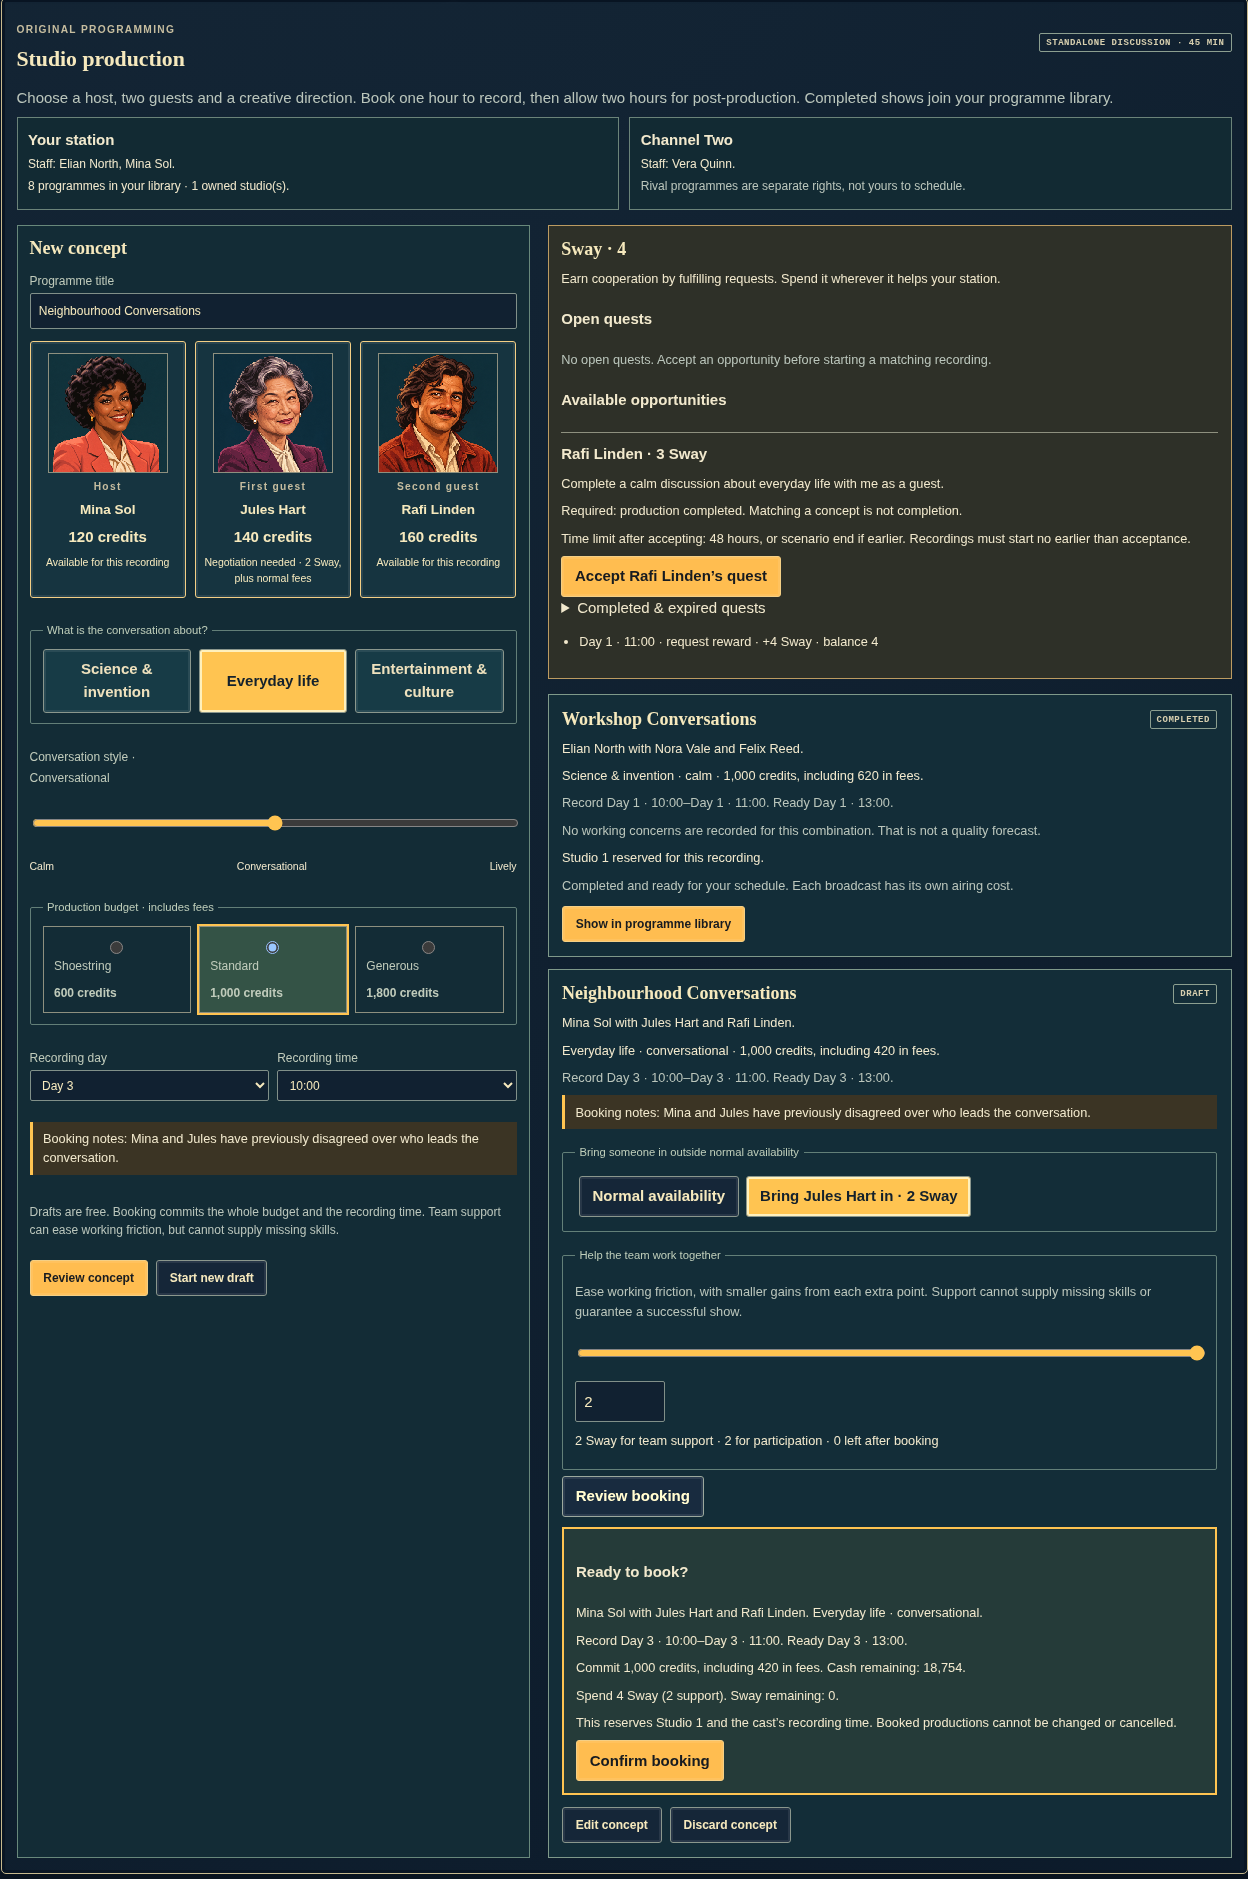 ORIGINAL PROGRAMMING
Studio production
STANDALONE DISCUSSION · 45 MIN
Choose a host, two guests and a creative direction. Book one hour to record, then allow two hours for post-production. Completed shows join your programme library.
Your station
Staff: Elian North, Mina Sol.
8 programmes in your library · 1 owned studio(s).
Channel Two
Staff: Vera Quinn.
Rival programmes are separate rights, not yours to schedule.
New concept
Programme title
Neighbourhood Conversations
Host
Mina Sol
120 credits
Available for this recording
First guest
Jules Hart
140 credits
Negotiation needed · 2 Sway,
plus normal fees
Second guest
Rafi Linden
160 credits
Available for this recording
What is the conversation about?
Science &
invention
Everyday life
Entertainment &
culture
Conversation style ·
Conversational
Calm
Conversational
Lively
Production budget · includes fees
Shoestring
600 credits
Standard
1,000 credits
Generous
1,800 credits
Recording day
Day 3
Recording time
10:00
Booking notes: Mina and Jules have previously disagreed over who leads the
conversation.
Drafts are free. Booking commits the whole budget and the recording time. Team support
can ease working friction, but cannot supply missing skills.
Review concept
Start new draft
Sway · 4
Earn cooperation by fulfilling requests. Spend it wherever it helps your station.
Open quests
No open quests. Accept an opportunity before starting a matching recording.
Available opportunities
Rafi Linden · 3 Sway
Complete a calm discussion about everyday life with me as a guest.
Required: production completed. Matching a concept is not completion.
Time limit after accepting: 48 hours, or scenario end if earlier. Recordings must start no earlier than acceptance.
Accept Rafi Linden's quest
Completed & expired quests
• Day 1 · 11:00 · request reward · +4 Sway · balance 4
Workshop Conversations
COMPLETED
Elian North with Nora Vale and Felix Reed.
Science & invention · calm · 1,000 credits, including 620 in fees.
Record Day 1 · 10:00–Day 1 · 11:00. Ready Day 1 · 13:00.
No working concerns are recorded for this combination. That is not a quality forecast.
Studio 1 reserved for this recording.
Completed and ready for your schedule. Each broadcast has its own airing cost.
Show in programme library
Neighbourhood Conversations
DRAFT
Mina Sol with Jules Hart and Rafi Linden.
Everyday life · conversational · 1,000 credits, including 420 in fees.
Record Day 3 · 10:00–Day 3 · 11:00. Ready Day 3 · 13:00.
Booking notes: Mina and Jules have previously disagreed over who leads the conversation.
Bring someone in outside normal availability
Normal availability
Bring Jules Hart in · 2 Sway
Help the team work together
Ease working friction, with smaller gains from each extra point. Support cannot supply missing skills or
guarantee a successful show.
2
2 Sway for team support · 2 for participation · 0 left after booking
Review booking
Ready to book?
Mina Sol with Jules Hart and Rafi Linden. Everyday life · conversational.
Record Day 3 · 10:00–Day 3 · 11:00. Ready Day 3 · 13:00.
Commit 1,000 credits, including 420 in fees. Cash remaining: 18,754.
Spend 4 Sway (2 support). Sway remaining: 0.
This reserves Studio 1 and the cast's recording time. Booked productions cannot be changed or cancelled.
Confirm booking
Edit concept
Discard concept